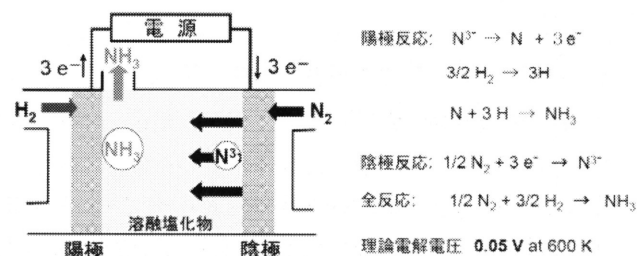 電源
3 e⁻
NH₃
3 e⁻
H₂
N₂
NH₃
N³⁻
溶融塩化物
陽極
陰極
陽極反応: N³⁻ → N + 3 e⁻
3/2 H₂ → 3H
N + 3 H → NH₃
陰極反応: 1/2 N₂ + 3 e⁻ → N³⁻
全反応: 1/2 N₂ + 3/2 H₂ → NH₃
理論電解電圧 0.05 V at 600 K